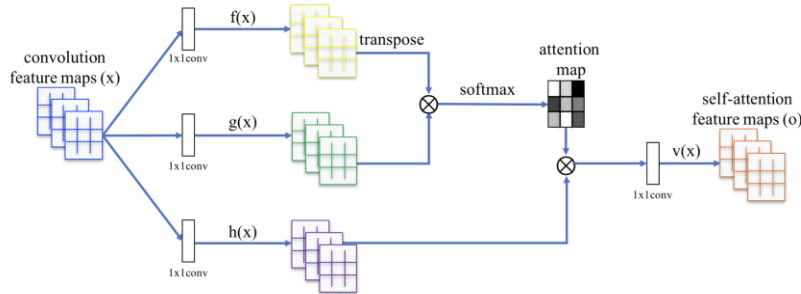 convolution
feature maps (x)
1x1conv
f(x)
transpose
1x1conv
g(x)
1x1conv
h(x)
softmax
attention
map
1x1conv
v(x)
self-attention
feature maps (o)